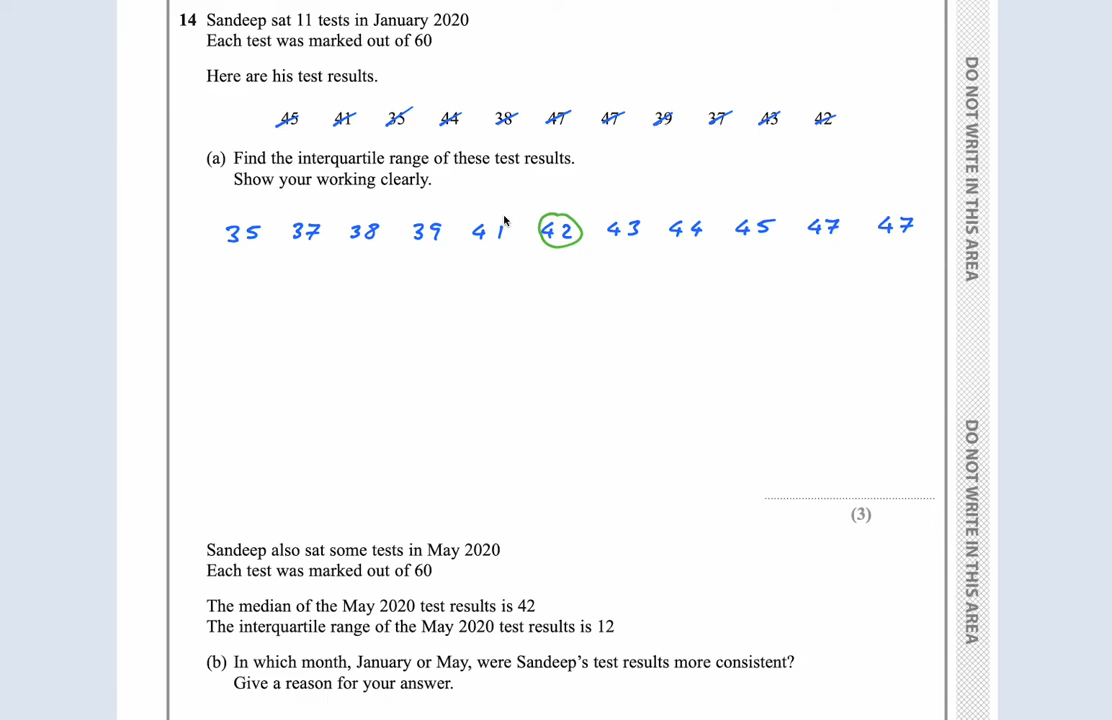 14 Sandeep sat 11 tests in January 2020
Each test was marked out of 60
Here are his test results.
45 41 35 44 38 47 47 39 37 43 42
(a) Find the interquartile range of these test results.
Show your working clearly.
35 37 38 39 41 42 43 44 45 47 47
(3)
Sandeep also sat some tests in May 2020
Each test was marked out of 60
The median of the May 2020 test results is 42
The interquartile range of the May 2020 test results is 12
(b) In which month, January or May, were Sandeep's test results more consistent?
Give a reason for your answer.
DO NOT WRITE IN THIS AREA
DO NOT WRITE IN THIS AREA